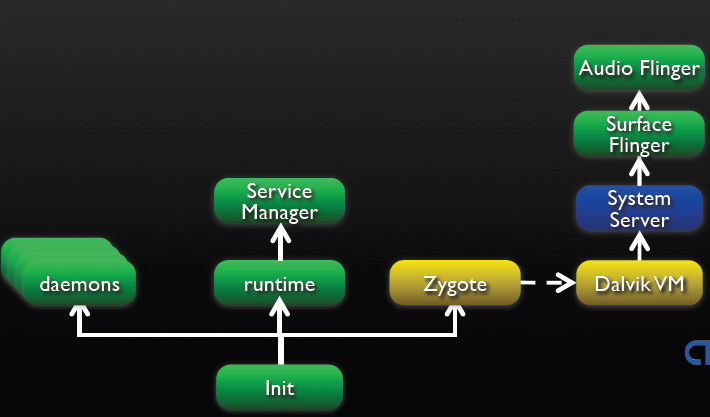 Audio Flinger
Surface
Flinger
Service
Manager
System
Server
daemons
runtime
Zygote
Dalvik VM
Init